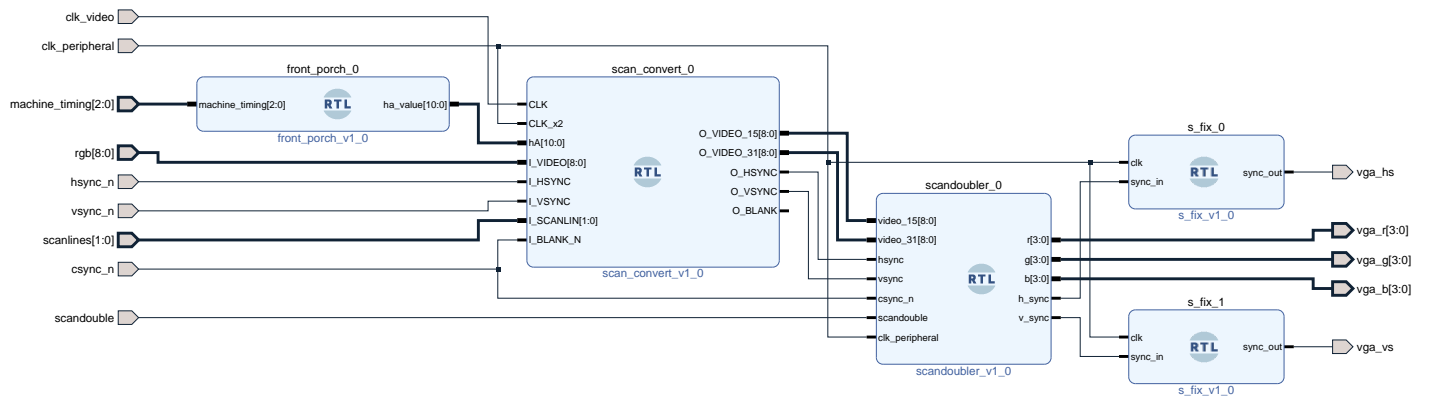 clk_video
clk_peripheral
machine_timing[2:0]
rgb[8:0]
hsync_n
vsync_n
scanlines[1:0]
csync_n
scandouble
front_porch_0
machine_timing[2:0]
RTL
ha_value[10:0]
front_porch_v1_0
scan_convert_0
CLK
CLK_x2
hA[10:0]
I_VIDEO[8:0]
I_HSYNC
I_VSYNC
I_SCANLIN[1:0]
I_BLANK_N
RTL
O_VIDEO_15[8:0]
O_VIDEO_31[8:0]
O_HSYNC
O_VSYNC
O_BLANK
scan_convert_v1_0
scandoubler_0
video_15[8:0]
video_31[8:0]
hsync
vsync
csync_n
scandouble
clk_peripheral
RTL
r[3:0]
g[3:0]
b[3:0]
h_sync
v_sync
scandoubler_v1_0
s_fix_0
clk
sync_in
RTL
sync_out
s_fix_v1_0
s_fix_1
clk
sync_in
RTL
sync_out
s_fix_v1_0
vga_hs
vga_r[3:0]
vga_g[3:0]
vga_b[3:0]
vga_vs